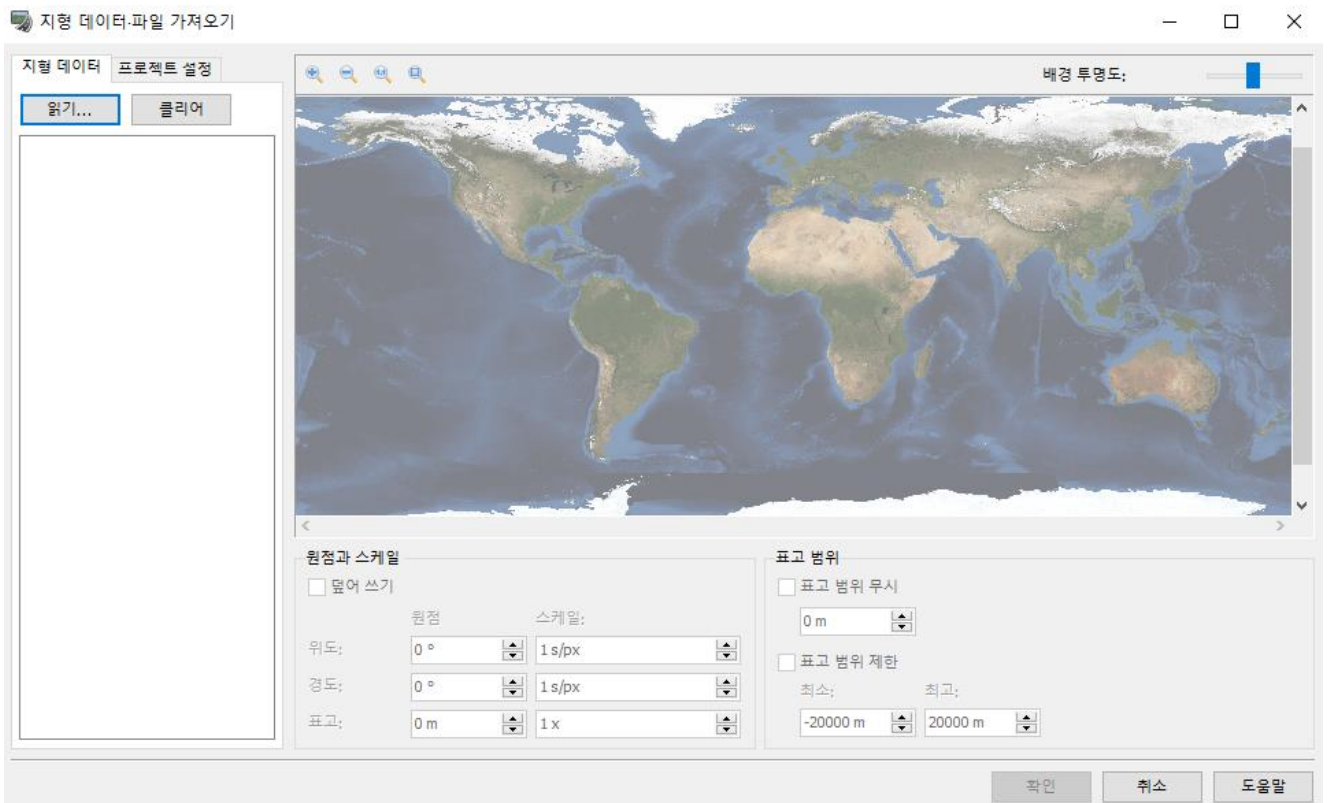 지형 데이터·파일 가져오기
지형 데이터 프로젝트 설정
읽기... 클리어
배경 투명도:
원점과 스케일
덮어 쓰기
원점 스케일:
위도: 0 ° 1 s/px
경도: 0 ° 1 s/px
표고: 0 m 1 x
표고 범위
표고 범위 무시
0 m
표고 범위 제한
최소: 최고:
-20000 m 20000 m
확인 취소 도움말